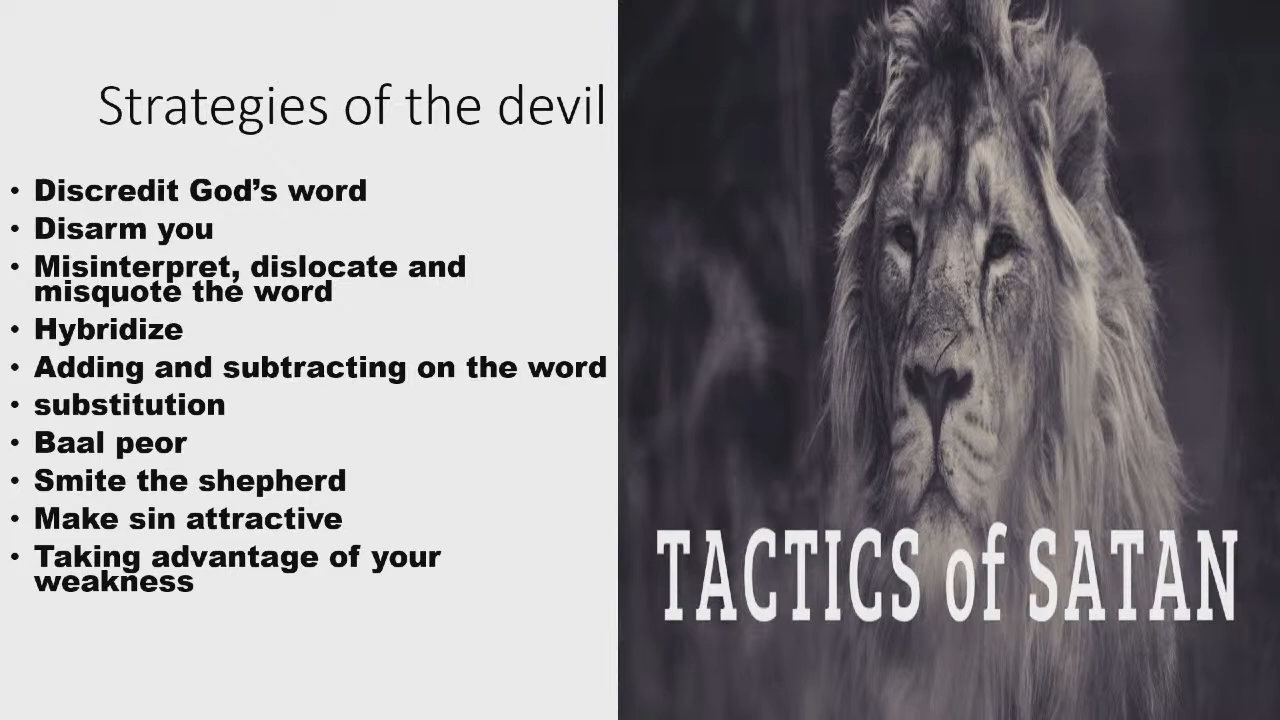 Strategies of the devil
• Discredit God’s word
• Disarm you
• Misinterpret, dislocate and
misquote the word
• Hybridize
• Adding and subtracting on the word
• substitution
• Baal peor
• Smite the shepherd
• Make sin attractive
• Taking advantage of your
weakness
TACTICS of SATAN